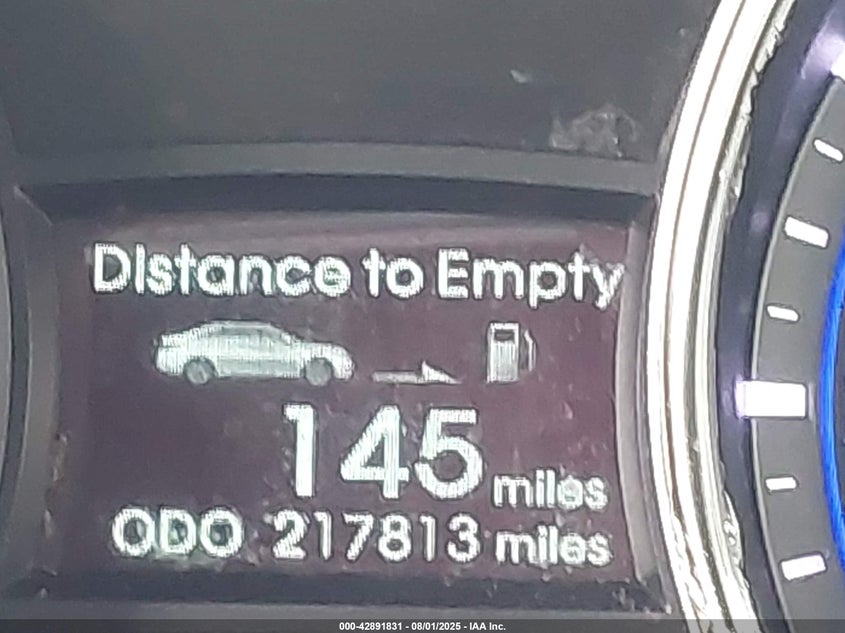 Distance to Empty
145 miles
ODO 217813 miles
000-42891831 - 08/01/2025 - IAA Inc.